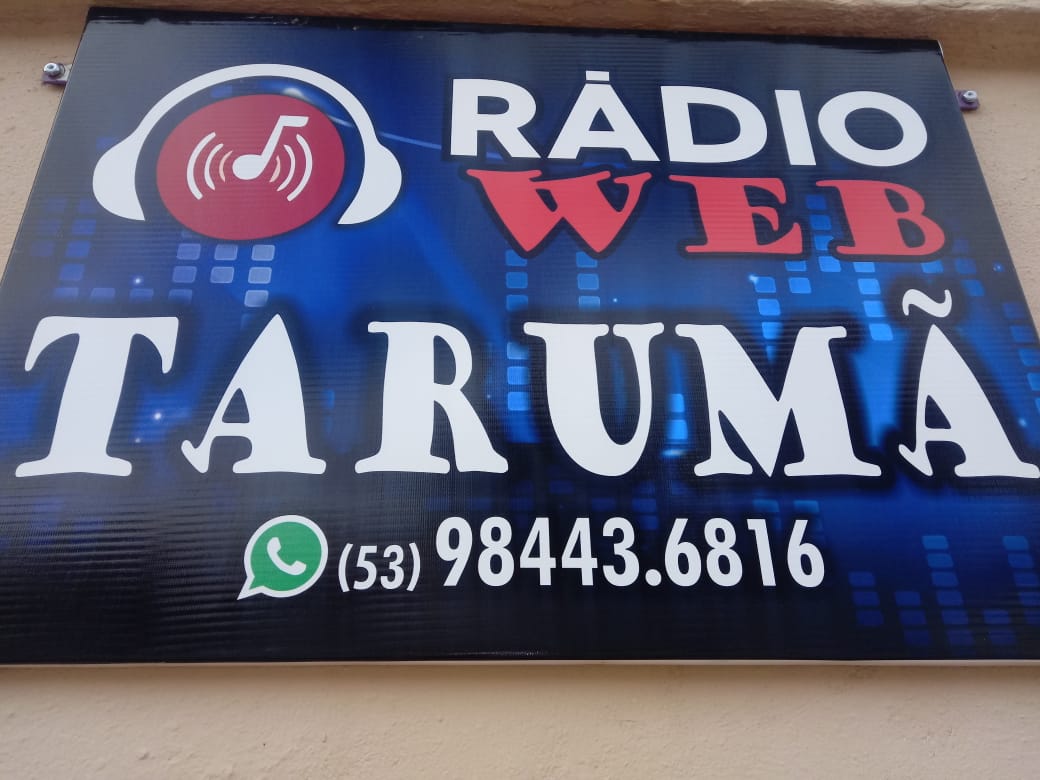 RÁDIO
WEB
TARUMÃ
(53) 98443.6816